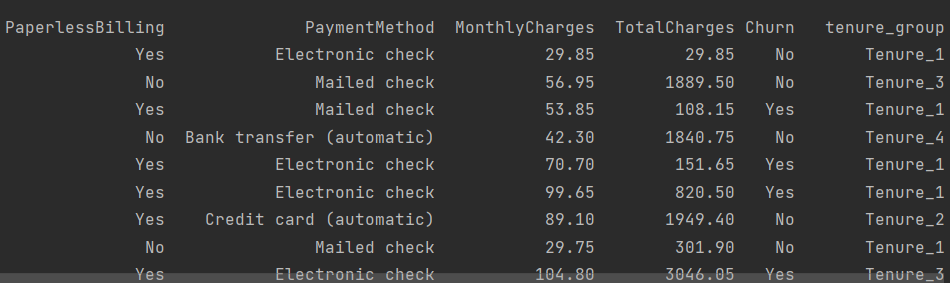 PaperlessBilling PaymentMethod MonthlyCharges TotalCharges Churn tenure_group
Yes Electronic check 29.85 29.85 No Tenure_1
No Mailed check 56.95 1889.50 No Tenure_3
Yes Mailed check 53.85 108.15 Yes Tenure_1
No Bank transfer (automatic) 42.30 1840.75 No Tenure_4
Yes Electronic check 70.70 151.65 Yes Tenure_1
Yes Electronic check 99.65 820.50 Yes Tenure_1
Yes Credit card (automatic) 89.10 1949.40 No Tenure_2
No Mailed check 29.75 301.90 No Tenure_1
Yes Electronic check 104.80 3046.05 Yes Tenure_3